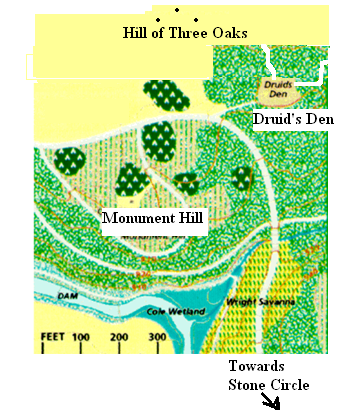 Hill of Three Oaks
Druids
Den
Druid's Den
Monument Hill
DAM
Cole Wetland
Wright Savanna
FEET 100 200 300
Towards
Stone Circle